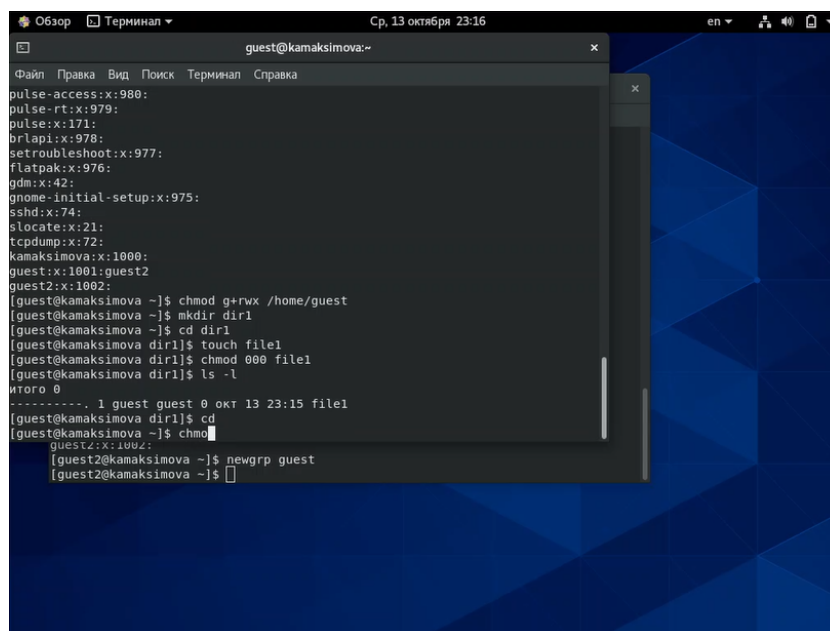 Обзор Терминал Ср, 13 октября 23:16 en
guest@kamaksimova:~ ×
Файл Правка Вид Поиск Терминал Справка
pulse-access:x:980:
pulse-rt:x:979:
pulse:x:171:
brlapi:x:978:
setroubleshoot:x:977:
flatpak:x:976:
gdm:x:42:
gnome-initial-setup:x:975:
sshd:x:74:
slocate:x:21:
tcpdump:x:72:
kamaksimova:x:1000:
guest:x:1001:guest2
guest2:x:1002:
[guest@kamaksimova ~]$ chmod g+rwx /home/guest
[guest@kamaksimova ~]$ mkdir dir1
[guest@kamaksimova ~]$ cd dir1
[guest@kamaksimova dir1]$ touch file1
[guest@kamaksimova dir1]$ chmod 000 file1
[guest@kamaksimova dir1]$ ls -l
итого 0
----------. 1 guest guest 0 окт 13 23:15 file1
[guest@kamaksimova dir1]$ cd
[guest@kamaksimova ~]$ chmo
guest2:x:1002:
[guest2@kamaksimova ~]$ newgrp guest
[guest2@kamaksimova ~]$